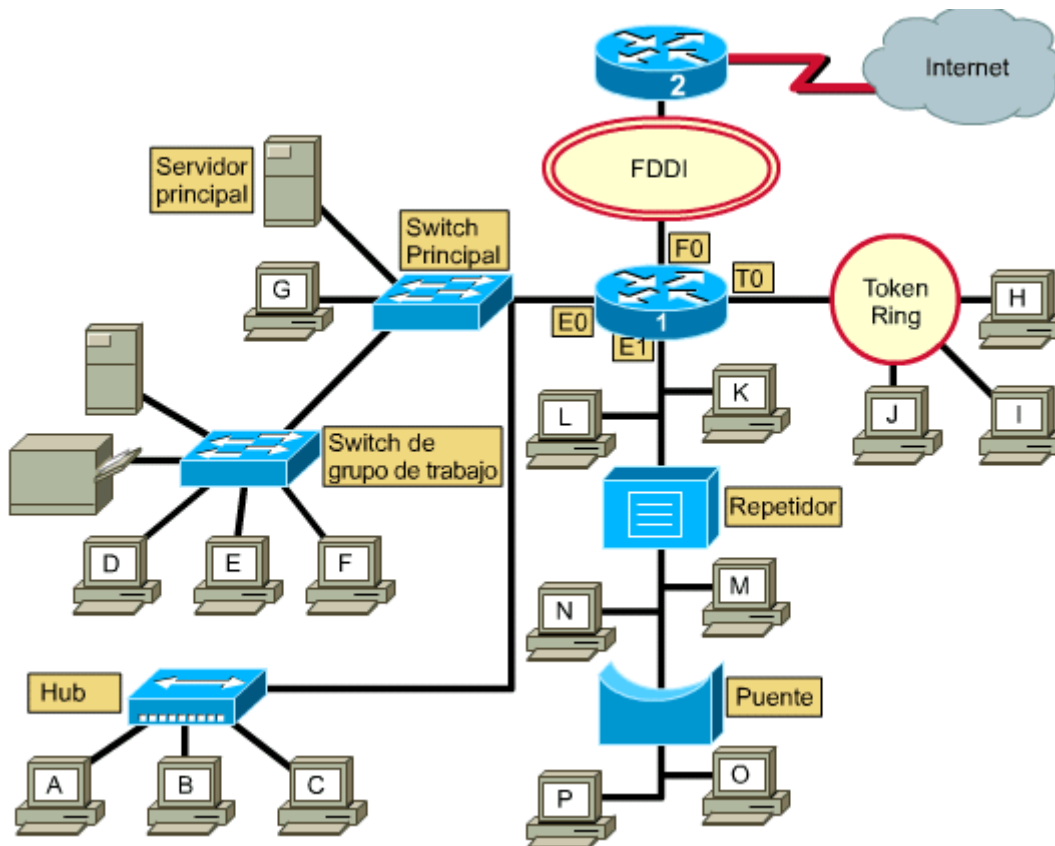 2
Internet
Servidor
principal
FDDI
Switch
Principal
F0
G
T0
Token
Ring
H
E0
1
E1
L
K
J
I
Switch de
grupo de trabajo
Repetidor
D
E
F
N
M
Hub
Puente
A
B
C
P
O